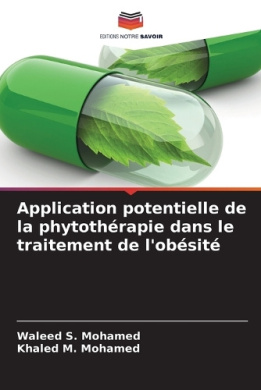 EDITIONS NOTRE SAVOIR
Application potentielle de
la phytothérapie dans le
traitement de l'obésité
Waleed S. Mohamed
Khaled M. Mohamed